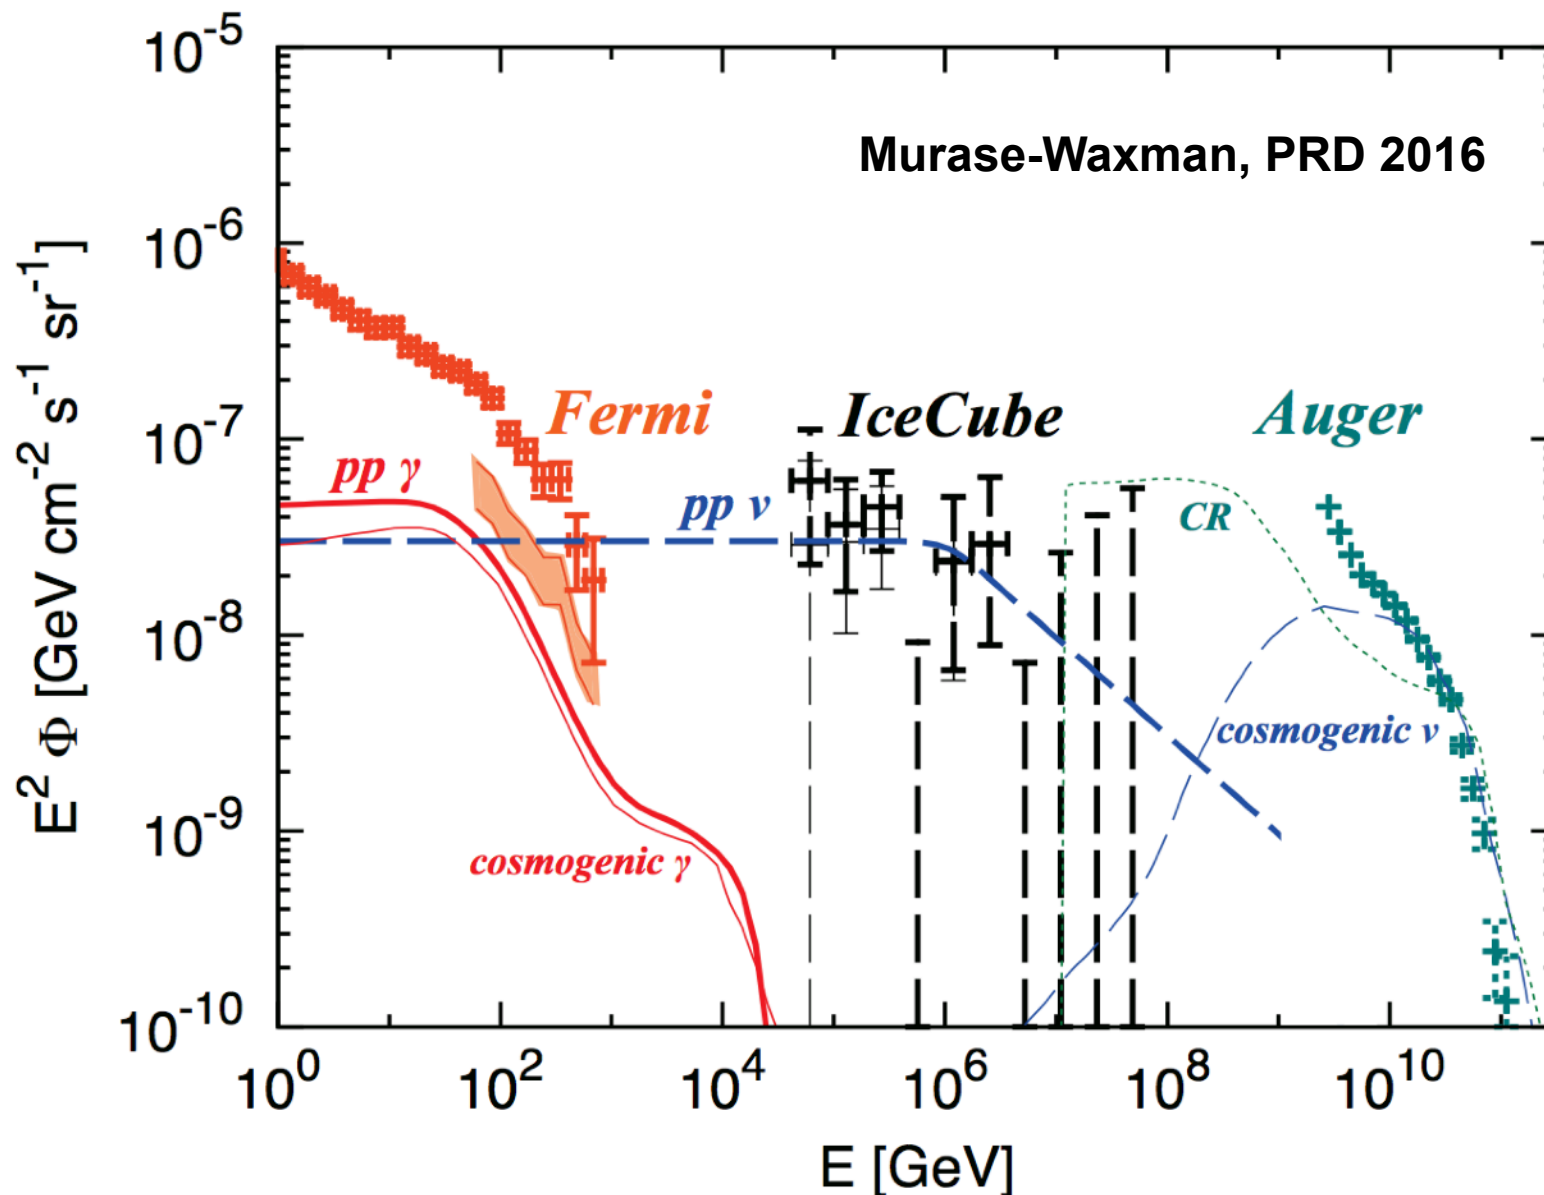 Murase-Waxman, PRD 2016
10^-5
10^-6
10^-7
10^-8
10^-9
10^-10
E^2 Φ [GeV cm^-2 s^-1 sr^-1]
Fermi
IceCube
Auger
pp γ
pp ν
CR
cosmogenic ν
cosmogenic γ
10^0 10^2 10^4 10^6 10^8 10^10
E [GeV]